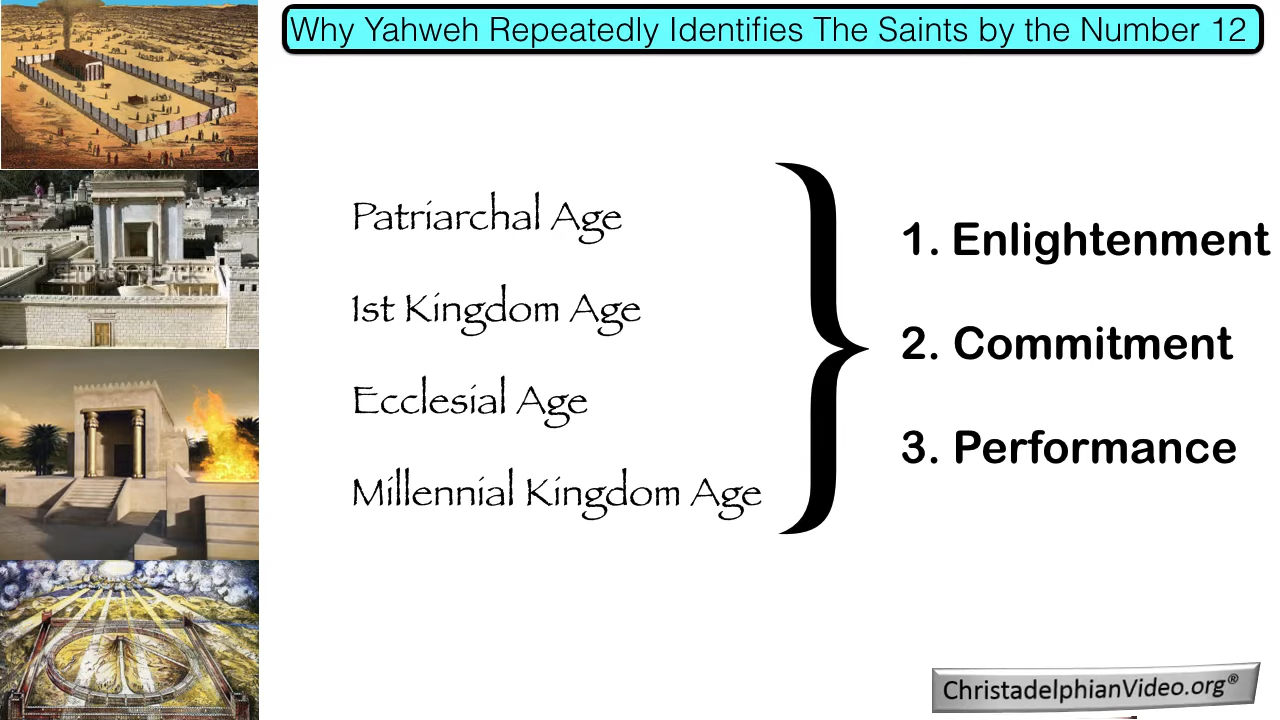 Why Yahweh Repeatedly Identifies The Saints by the Number 12
Patriarchal Age
1st Kingdom Age
Ecclesial Age
Millennial Kingdom Age
1. Enlightenment
2. Commitment
3. Performance
shutterstock
ChristadelphianVideo.org®